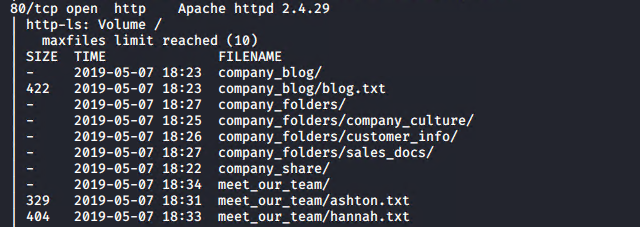 80/tcp open  http    Apache httpd 2.4.29
| http-ls: Volume /
|   maxfiles limit reached (10)
| SIZE  TIME              FILENAME
| -     2019-05-07 18:23  company_blog/
| 422   2019-05-07 18:23  company_blog/blog.txt
| -     2019-05-07 18:27  company_folders/
| -     2019-05-07 18:25  company_folders/company_culture/
| -     2019-05-07 18:26  company_folders/customer_info/
| -     2019-05-07 18:27  company_folders/sales_docs/
| -     2019-05-07 18:22  company_share/
| -     2019-05-07 18:34  meet_our_team/
| 329   2019-05-07 18:31  meet_our_team/ashton.txt
| 404   2019-05-07 18:33  meet_our_team/hannah.txt